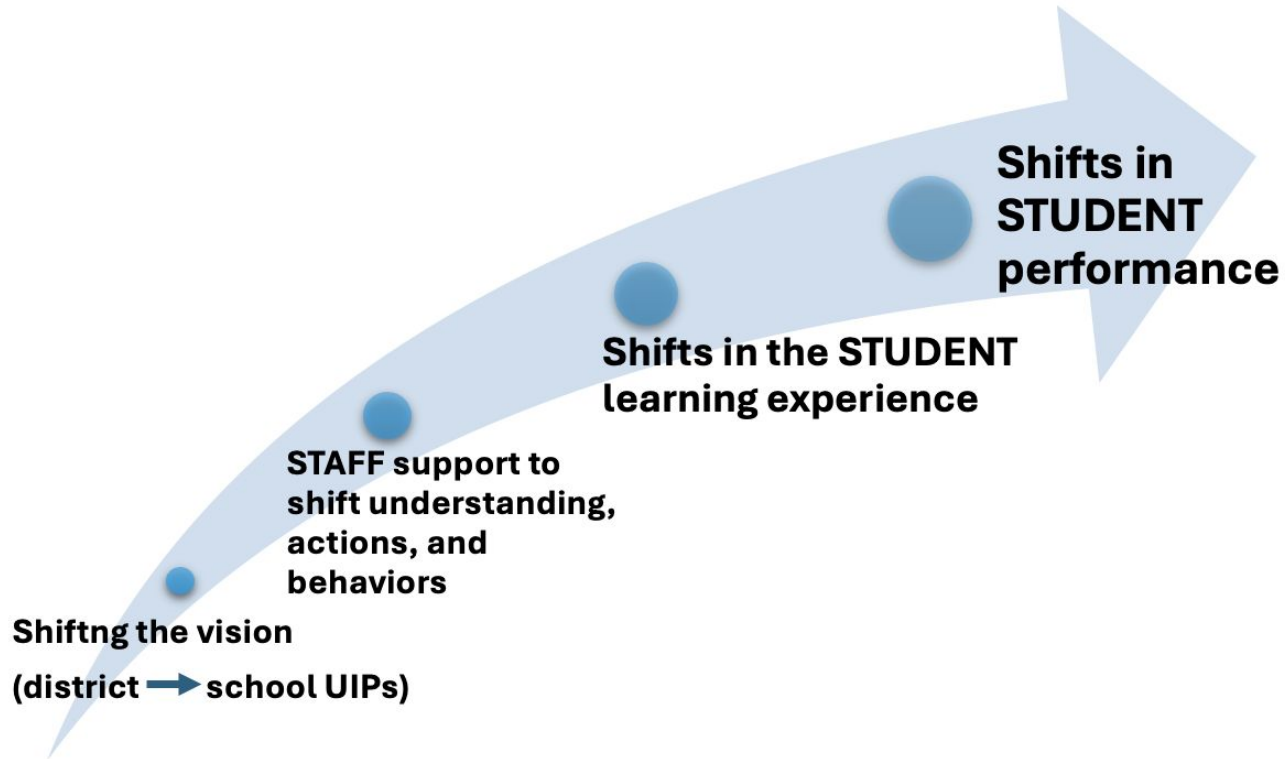 Shiftng the vision
(district school UIPs)
STAFF support to
shift understanding,
actions, and
behaviors
Shifts in the STUDENT
learning experience
Shifts in
STUDENT
performance